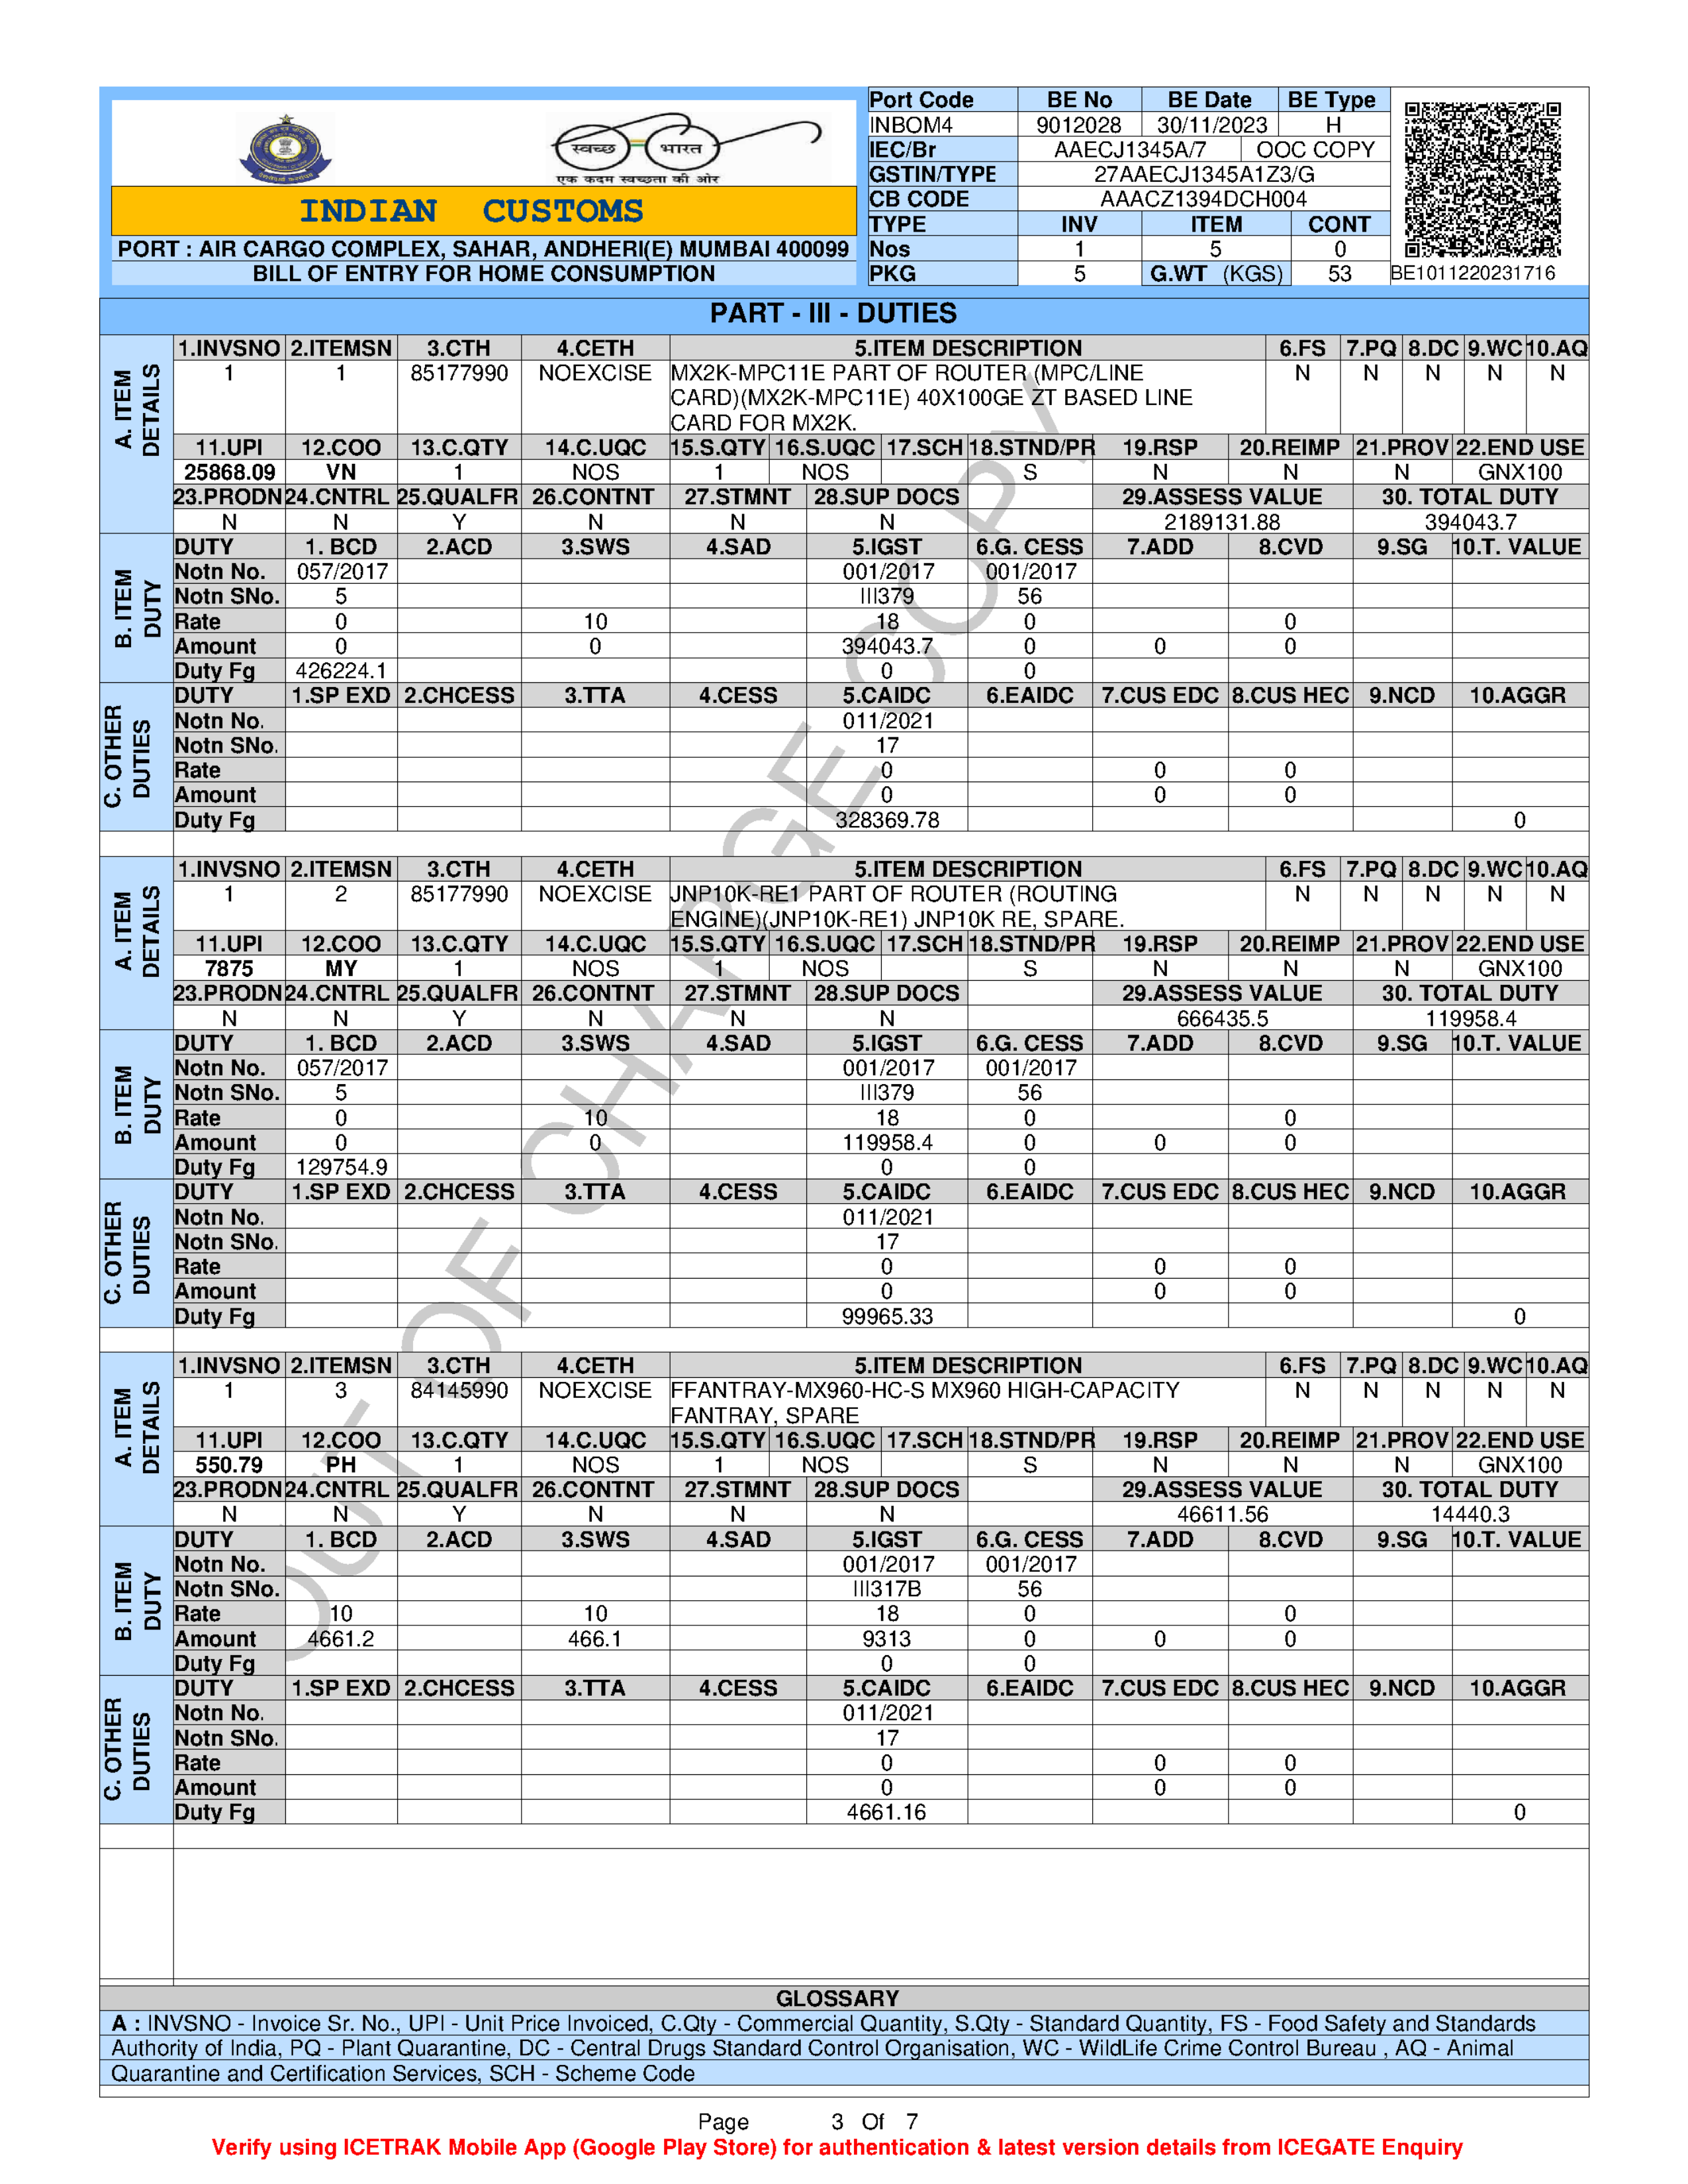 स्वच्छ भारत
एक कदम स्वच्छता की ओर
INDIAN CUSTOMS
PORT : AIR CARGO COMPLEX, SAHAR, ANDHERI(E) MUMBAI 400099
BILL OF ENTRY FOR HOME CONSUMPTION
Port Code BE No BE Date BE Type
INBOM4 9012028 30/11/2023 H
IEC/Br AAECJ1345A/7 OOC COPY
GSTIN/TYPE 27AAECJ1345A1Z3/G
CB CODE AAACZ1394DCH004
TYPE INV ITEM CONT
Nos 1 5 0
PKG 5 G.WT (KGS) 53
BE1011220231716
PART - III - DUTIES
A. ITEM DETAILS
1.INVSNO 2.ITEMSN 3.CTH 4.CETH 5.ITEM DESCRIPTION 6.FS 7.PQ 8.DC 9.WC 10.AQ
1 1 85177990 NOEXCISE MX2K-MPC11E PART OF ROUTER (MPC/LINE N N N N N
CARD)(MX2K-MPC11E) 40X100GE ZT BASED LINE
CARD FOR MX2K.
11.UPI 12.COO 13.C.QTY 14.C.UQC 15.S.QTY 16.S.UQC 17.SCH 18.STND/PR 19.RSP 20.REIMP 21.PROV 22.END USE
25868.09 VN 1 NOS 1 NOS S N N N GNX100
23.PRODN 24.CNTRL 25.QUALFR 26.CONTNT 27.STMNT 28.SUP DOCS 29.ASSESS VALUE 30. TOTAL DUTY
N N Y N N N 2189131.88 394043.7
B. ITEM DUTY
DUTY 1. BCD 2.ACD 3.SWS 4.SAD 5.IGST 6.G. CESS 7.ADD 8.CVD 9.SG 10.T. VALUE
Notn No. 057/2017 001/2017 001/2017
Notn SNo. 5 III379 56
Rate 0 10 18 0 0
Amount 0 0 394043.7 0 0 0
Duty Fg 426224.1 0 0
C. OTHER DUTIES
DUTY 1.SP EXD 2.CHCESS 3.TTA 4.CESS 5.CAIDC 6.EAIDC 7.CUS EDC 8.CUS HEC 9.NCD 10.AGGR
Notn No. 011/2021
Notn SNo. 17
Rate 0 0 0
Amount 0 0 0
Duty Fg 328369.78 0
A. ITEM DETAILS
1.INVSNO 2.ITEMSN 3.CTH 4.CETH 5.ITEM DESCRIPTION 6.FS 7.PQ 8.DC 9.WC 10.AQ
1 2 85177990 NOEXCISE JNP10K-RE1 PART OF ROUTER (ROUTING N N N N N
ENGINE)(JNP10K-RE1) JNP10K RE, SPARE.
11.UPI 12.COO 13.C.QTY 14.C.UQC 15.S.QTY 16.S.UQC 17.SCH 18.STND/PR 19.RSP 20.REIMP 21.PROV 22.END USE
7875 MY 1 NOS 1 NOS S N N N GNX100
23.PRODN 24.CNTRL 25.QUALFR 26.CONTNT 27.STMNT 28.SUP DOCS 29.ASSESS VALUE 30. TOTAL DUTY
N N Y N N N 666435.5 119958.4
B. ITEM DUTY
DUTY 1. BCD 2.ACD 3.SWS 4.SAD 5.IGST 6.G. CESS 7.ADD 8.CVD 9.SG 10.T. VALUE
Notn No. 057/2017 001/2017 001/2017
Notn SNo. 5 III379 56
Rate 0 10 18 0 0
Amount 0 0 119958.4 0 0 0
Duty Fg 129754.9 0 0
C. OTHER DUTIES
DUTY 1.SP EXD 2.CHCESS 3.TTA 4.CESS 5.CAIDC 6.EAIDC 7.CUS EDC 8.CUS HEC 9.NCD 10.AGGR
Notn No. 011/2021
Notn SNo. 17
Rate 0 0 0
Amount 0 0 0
Duty Fg 99965.33 0
A. ITEM DETAILS
1.INVSNO 2.ITEMSN 3.CTH 4.CETH 5.ITEM DESCRIPTION 6.FS 7.PQ 8.DC 9.WC 10.AQ
1 3 84145990 NOEXCISE FFANTRAY-MX960-HC-S MX960 HIGH-CAPACITY N N N N N
FANTRAY, SPARE
11.UPI 12.COO 13.C.QTY 14.C.UQC 15.S.QTY 16.S.UQC 17.SCH 18.STND/PR 19.RSP 20.REIMP 21.PROV 22.END USE
550.79 PH 1 NOS 1 NOS S N N N GNX100
23.PRODN 24.CNTRL 25.QUALFR 26.CONTNT 27.STMNT 28.SUP DOCS 29.ASSESS VALUE 30. TOTAL DUTY
N N Y N N N 46611.56 14440.3
B. ITEM DUTY
DUTY 1. BCD 2.ACD 3.SWS 4.SAD 5.IGST 6.G. CESS 7.ADD 8.CVD 9.SG 10.T. VALUE
Notn No. 001/2017 001/2017
Notn SNo. III317B 56
Rate 10 10 18 0 0
Amount 4661.2 466.1 9313 0 0 0
Duty Fg 0 0
C. OTHER DUTIES
DUTY 1.SP EXD 2.CHCESS 3.TTA 4.CESS 5.CAIDC 6.EAIDC 7.CUS EDC 8.CUS HEC 9.NCD 10.AGGR
Notn No. 011/2021
Notn SNo. 17
Rate 0 0 0
Amount 0 0 0
Duty Fg 4661.16 0
OUT OF CHARGE COPY
GLOSSARY
A : INVSNO - Invoice Sr. No., UPI - Unit Price Invoiced, C.Qty - Commercial Quantity, S.Qty - Standard Quantity, FS - Food Safety and Standards
Authority of India, PQ - Plant Quarantine, DC - Central Drugs Standard Control Organisation, WC - WildLife Crime Control Bureau , AQ - Animal
Quarantine and Certification Services, SCH - Scheme Code
Page 3 Of 7
Verify using ICETRAK Mobile App (Google Play Store) for authentication & latest version details from ICEGATE Enquiry